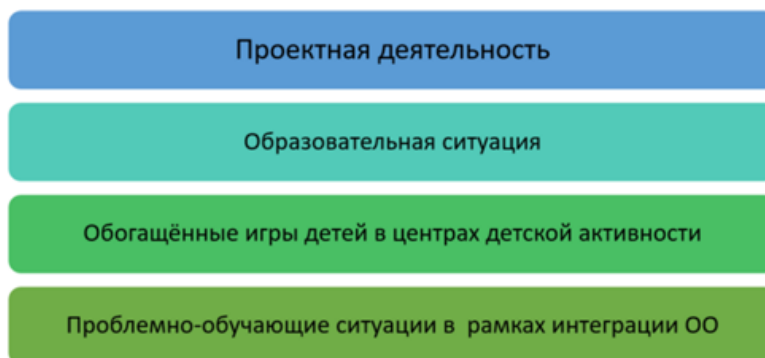 Проектная деятельность
Образовательная ситуация
Обогащённые игры детей в центрах детской активности
Проблемно-обучающие ситуации в рамках интеграции ОО